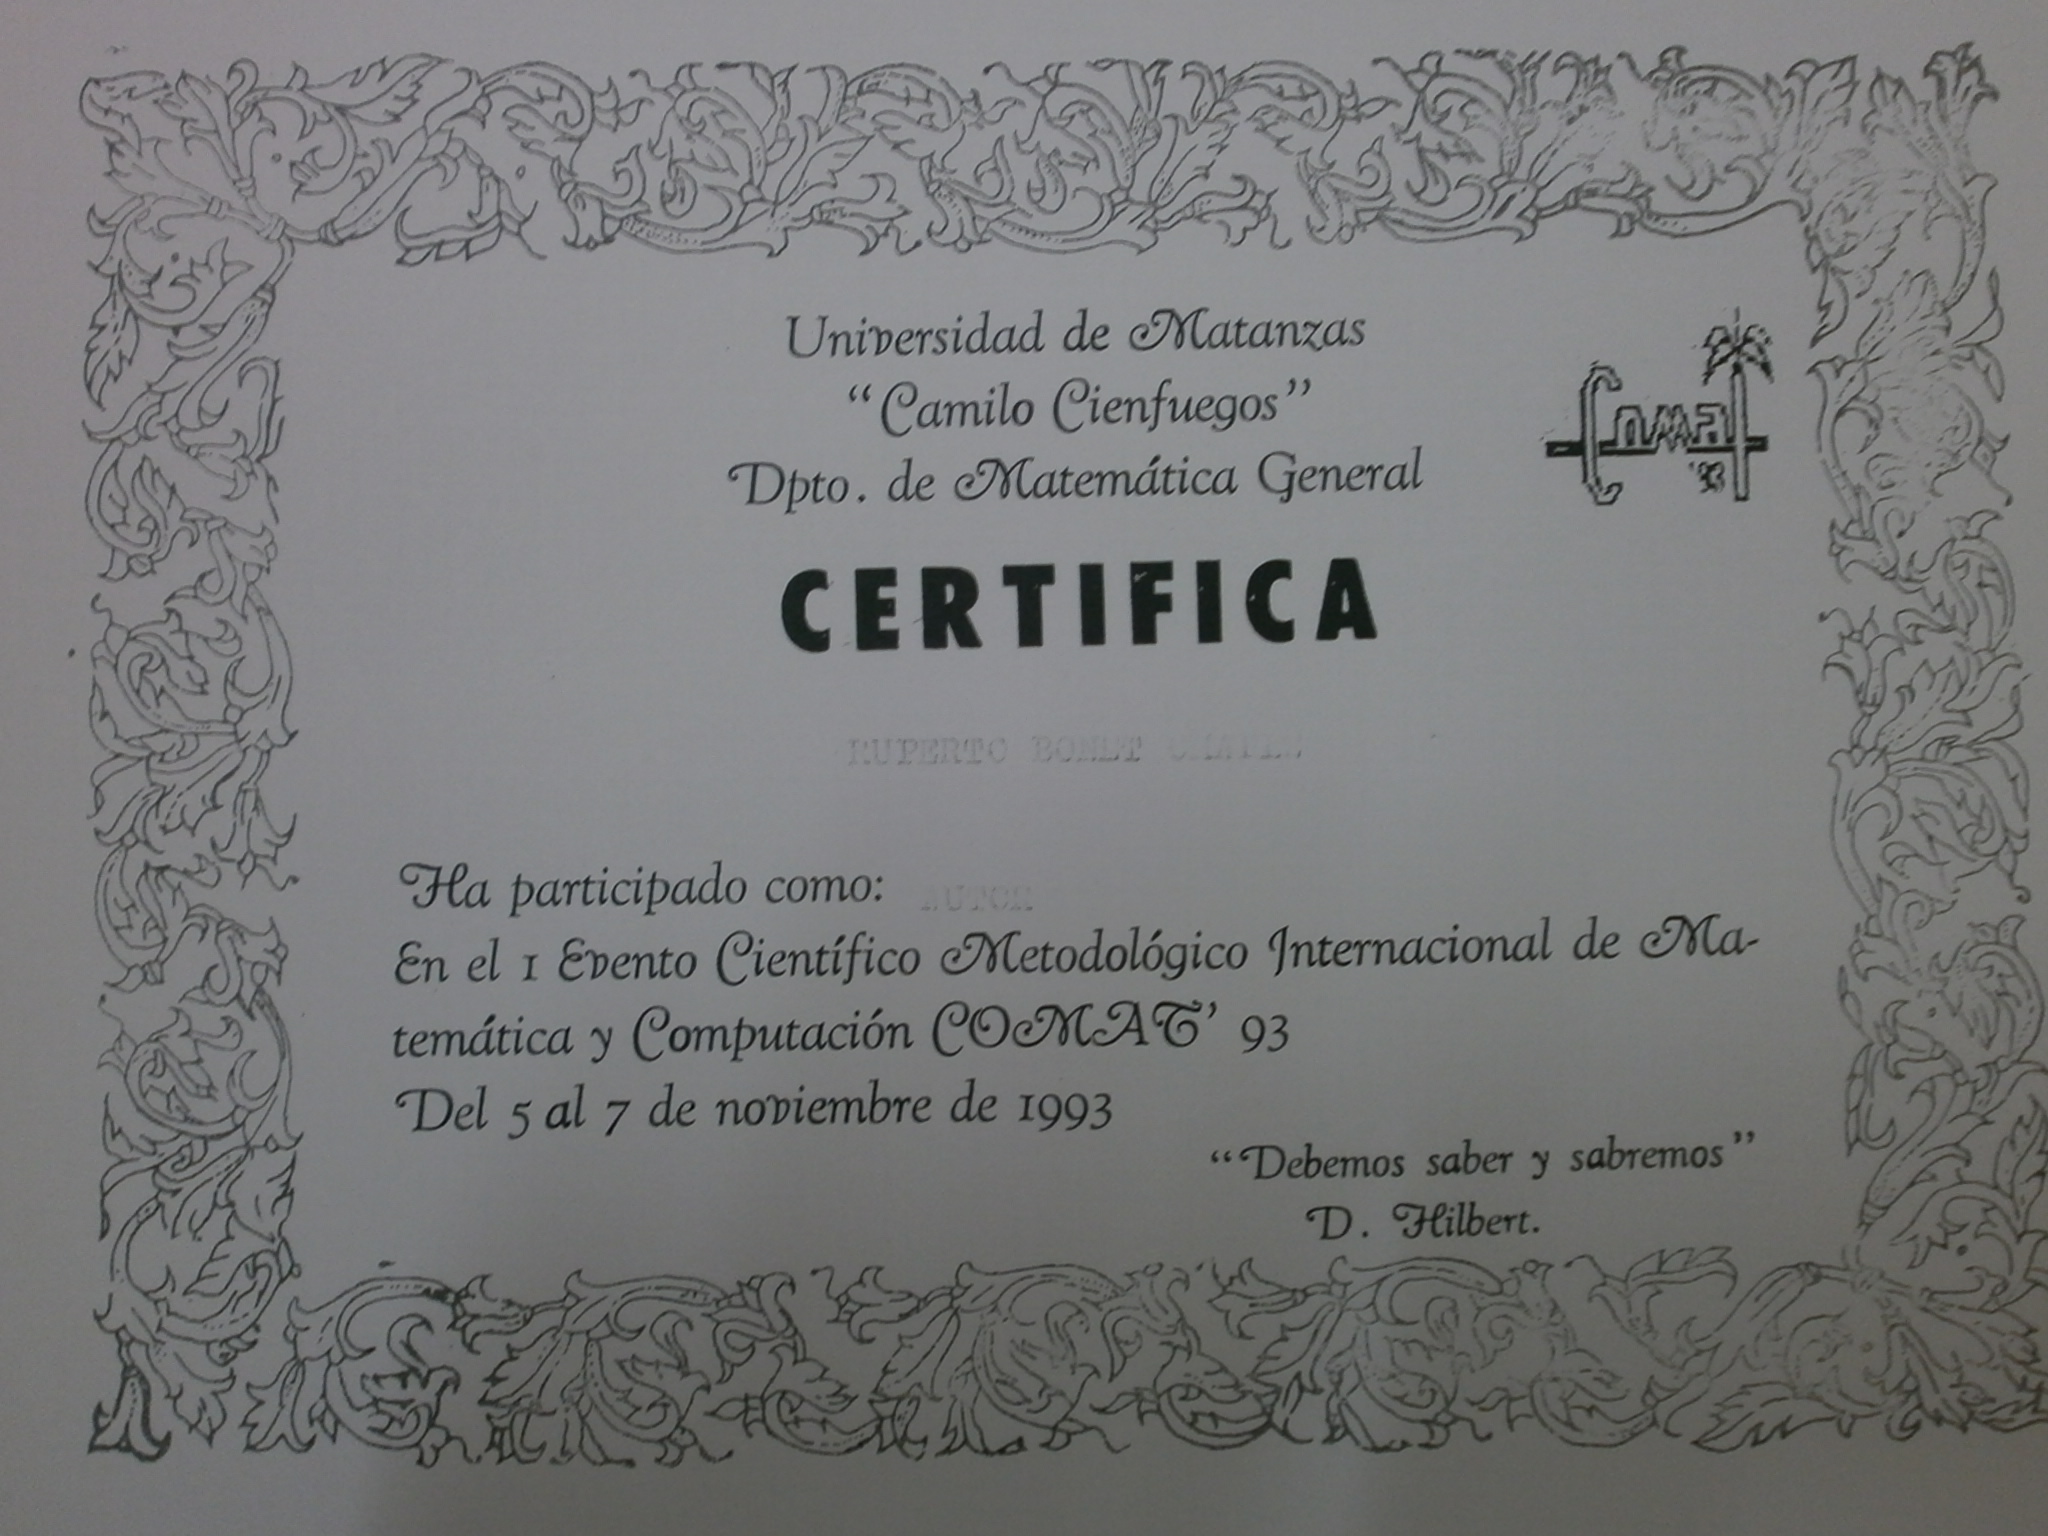 Universidad de Matanzas
“Camilo Cienfuegos”
Comat
'93
Dpto. de Matemática General
CERTIFICA
RUPERTO BONET
Ha participado como: AUTOR
En el I Evento Científico Metodológico Internacional de Ma-
temática y Computación COMAT’ 93
Del 5 al 7 de noviembre de 1993
“Debemos saber y sabremos”
D. Hilbert.